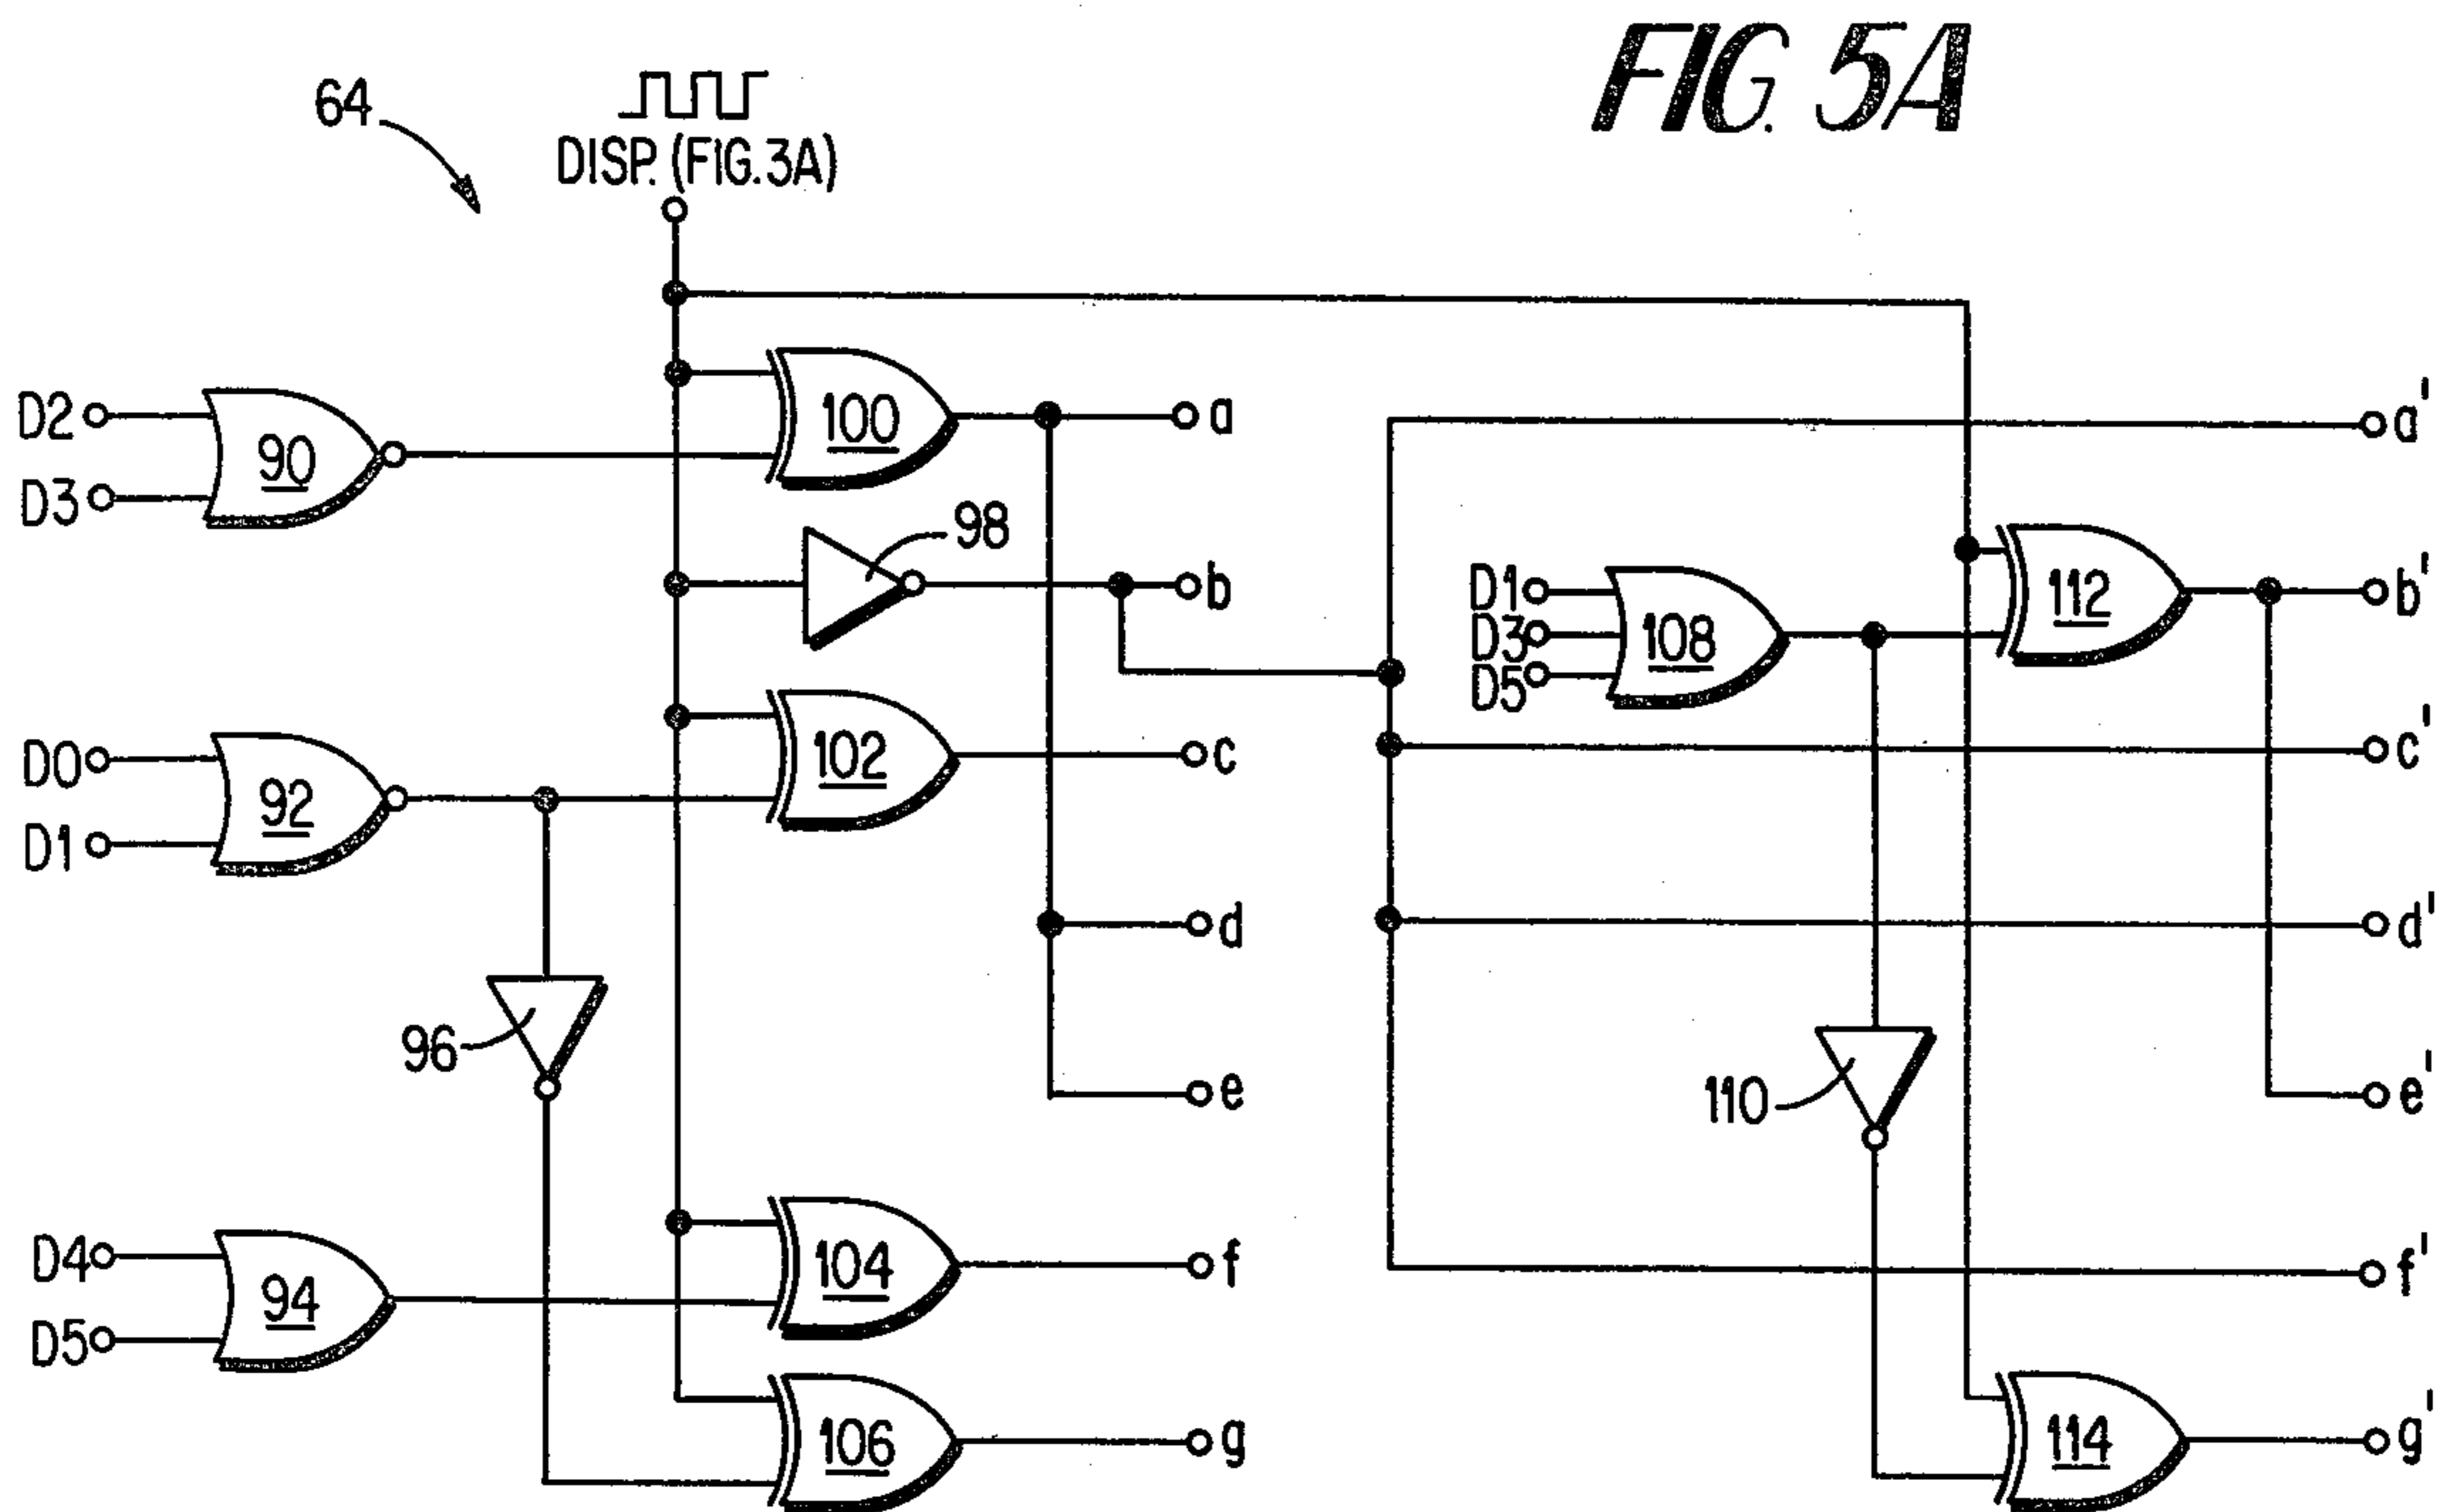 FIG. 5A
64
DISP. (FIG. 3A)
D2
D3
90
100
a
98
b
D0
D1
92
102
c
d
96
e
D4
D5
94
104
f
106
g
a'
D1
D3
D5
108
112
b'
c'
d'
110
e'
f'
114
g'